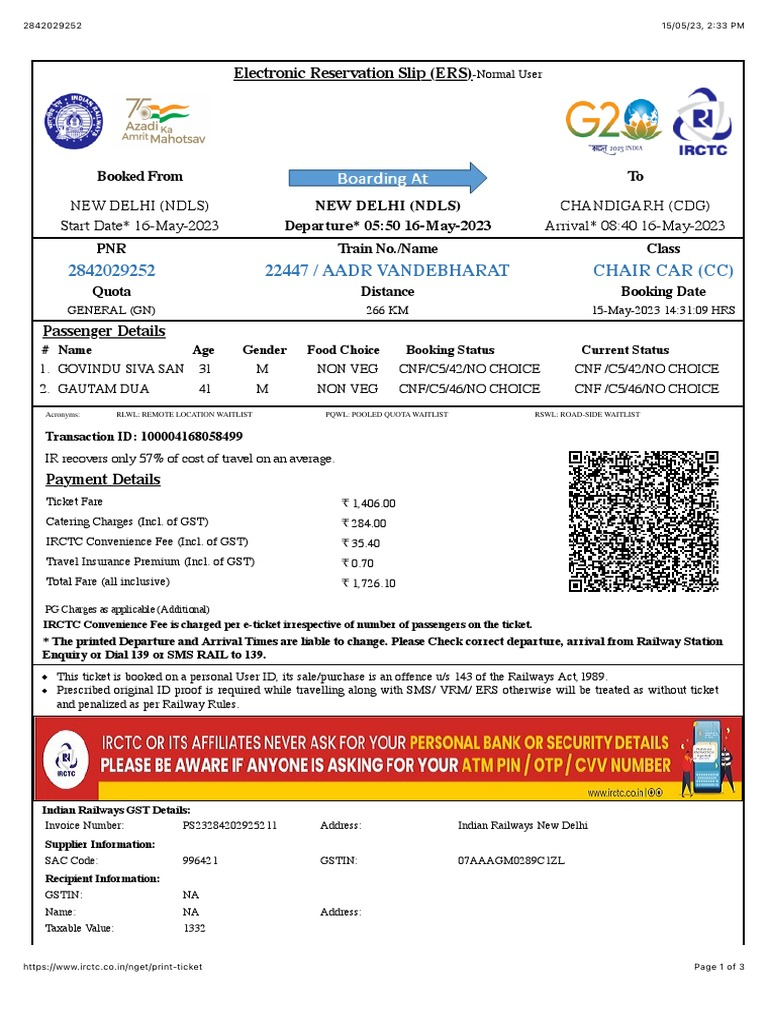 2842029252 15/05/23, 2:33 PM
Electronic Reservation Slip (ERS)-Normal User
INDIAN RAILWAYS
75 Azadi Ka Amrit Mahotsav
G20
2023 INDIA
IRCTC
Booked From Boarding At To
NEW DELHI (NDLS) NEW DELHI (NDLS) CHANDIGARH (CDG)
Start Date* 16-May-2023 Departure* 05:50 16-May-2023 Arrival* 08:40 16-May-2023
PNR Train No./Name Class
2842029252 22447 / AADR VANDEBHARAT CHAIR CAR (CC)
Quota Distance Booking Date
GENERAL (GN) 266 KM 15-May-2023 14:31:09 HRS
Passenger Details
# Name Age Gender Food Choice Booking Status Current Status
1. GOVINDU SIVA SAN 31 M NON VEG CNF/C5/42/NO CHOICE CNF /C5/42/NO CHOICE
2. GAUTAM DUA 41 M NON VEG CNF/C5/46/NO CHOICE CNF /C5/46/NO CHOICE
Acronyms: RLWL: REMOTE LOCATION WAITLIST PQWL: POOLED QUOTA WAITLIST RSWL: ROAD-SIDE WAITLIST
Transaction ID: 100004168058499
IR recovers only 57% of cost of travel on an average.
Payment Details
Ticket Fare ₹ 1,406.00
Catering Charges (Incl. of GST) ₹ 284.00
IRCTC Convenience Fee (Incl. of GST) ₹ 35.40
Travel Insurance Premium (Incl. of GST) ₹ 0.70
Total Fare (all inclusive) ₹ 1,726.10
PG Charges as applicable (Additional)
IRCTC Convenience Fee is charged per e-ticket irrespective of number of passengers on the ticket.
* The printed Departure and Arrival Times are liable to change. Please Check correct departure, arrival from Railway Station
Enquiry or Dial 139 or SMS RAIL to 139.
• This ticket is booked on a personal User ID, its sale/purchase is an offence u/s 143 of the Railways Act, 1989.
• Prescribed original ID proof is required while travelling along with SMS/ VRM/ ERS otherwise will be treated as without ticket
and penalized as per Railway Rules.
IRCTC OR ITS AFFILIATES NEVER ASK FOR YOUR PERSONAL BANK OR SECURITY DETAILS
PLEASE BE AWARE IF ANYONE IS ASKING FOR YOUR ATM PIN / OTP / CVV NUMBER
IRCTC
www.irctc.co.in
Indian Railways GST Details:
Invoice Number: PS23284202925211 Address: Indian Railways New Delhi
Supplier Information:
SAC Code: 996421 GSTIN: 07AAAGM0289C1ZL
Recipient Information:
GSTIN: NA
Name: NA Address:
Taxable Value: 1332
https://www.irctc.co.in/nget/print-ticket Page 1 of 3